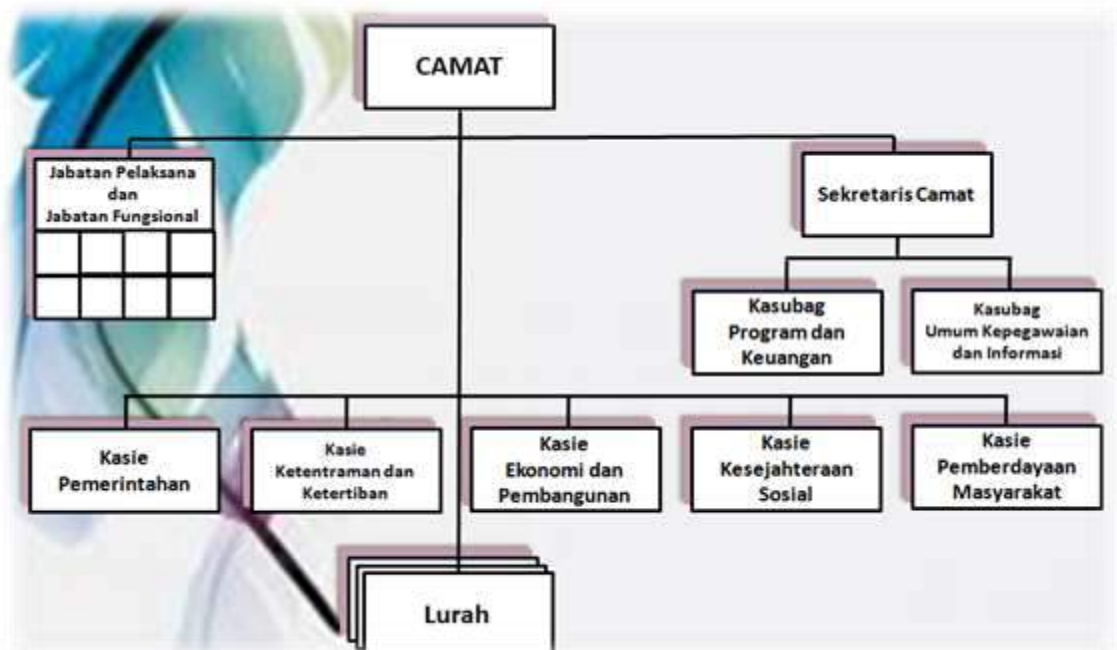 CAMAT
Jabatan Pelaksana
dan
Jabatan Fungsional
Sekretaris Camat
Kasubag
Program dan
Keuangan
Kasubag
Umum Kepegawaian
dan Informasi
Kasie
Pemerintahan
Kasie
Ketentraman dan
Ketertiban
Kasie
Ekonomi dan
Pembangunan
Kasie
Kesejahteraan
Sosial
Kasie
Pemberdayaan
Masyarakat
Lurah